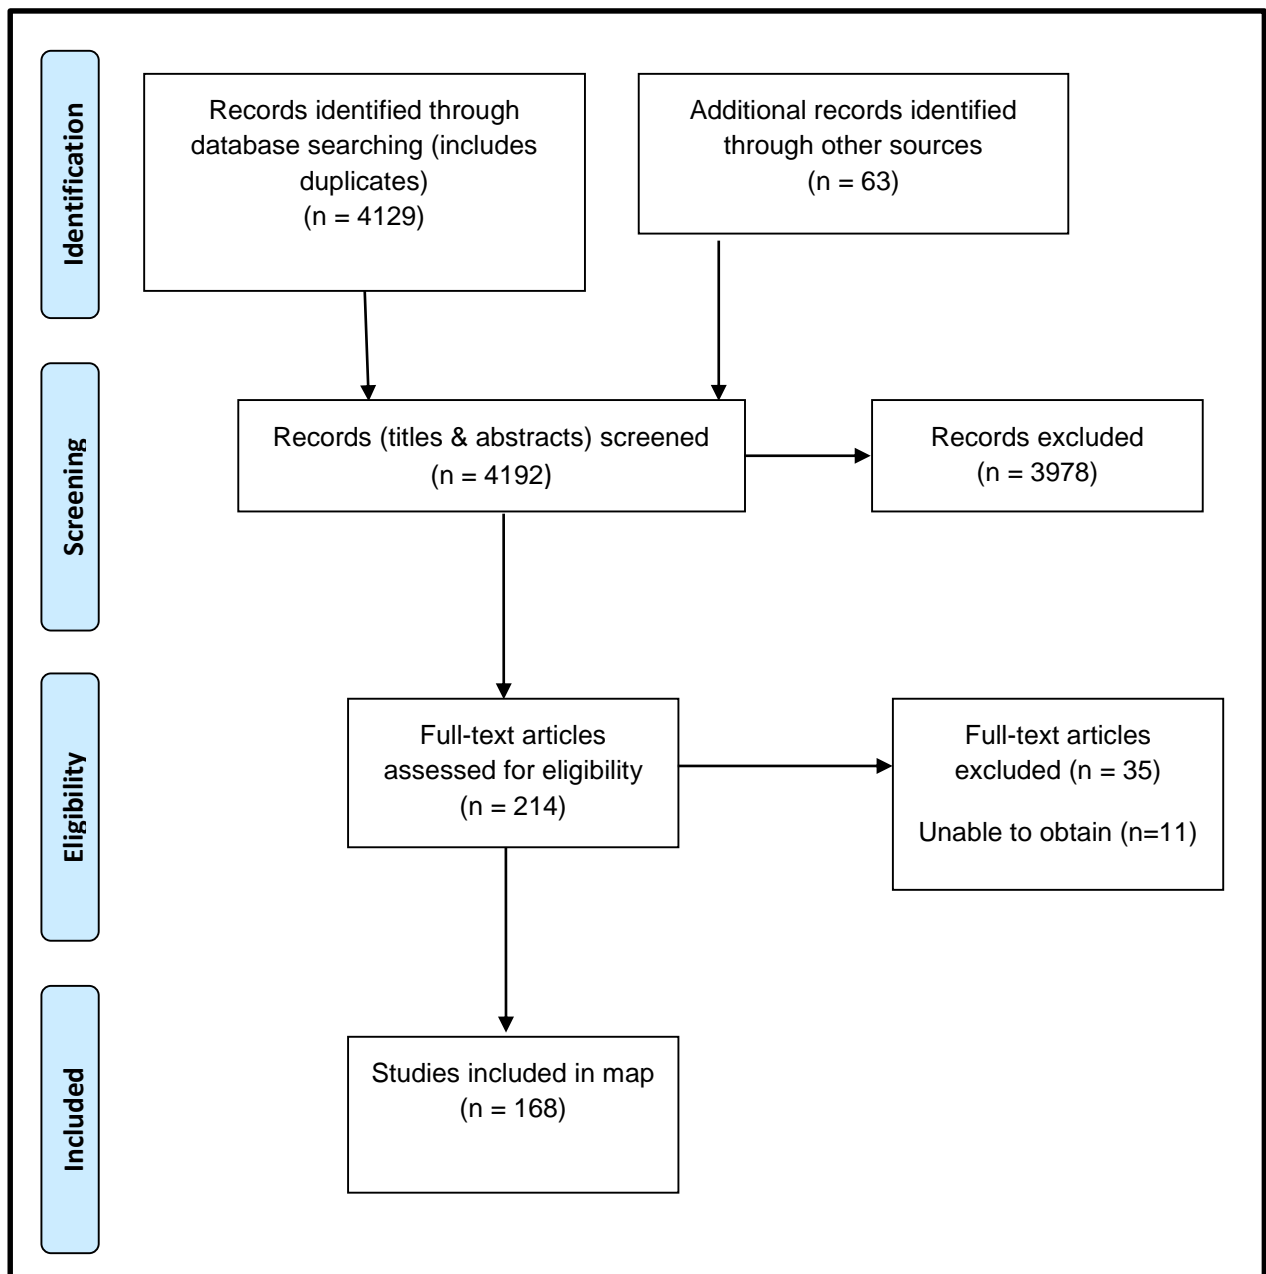 Identification
Records identified through
database searching (includes
duplicates)
(n = 4129)
Additional records identified
through other sources
(n = 63)
Screening
Records (titles & abstracts) screened
(n = 4192)
Records excluded
(n = 3978)
Eligibility
Full-text articles
assessed for eligibility
(n = 214)
Full-text articles
excluded (n = 35)
Unable to obtain (n=11)
Included
Studies included in map
(n = 168)